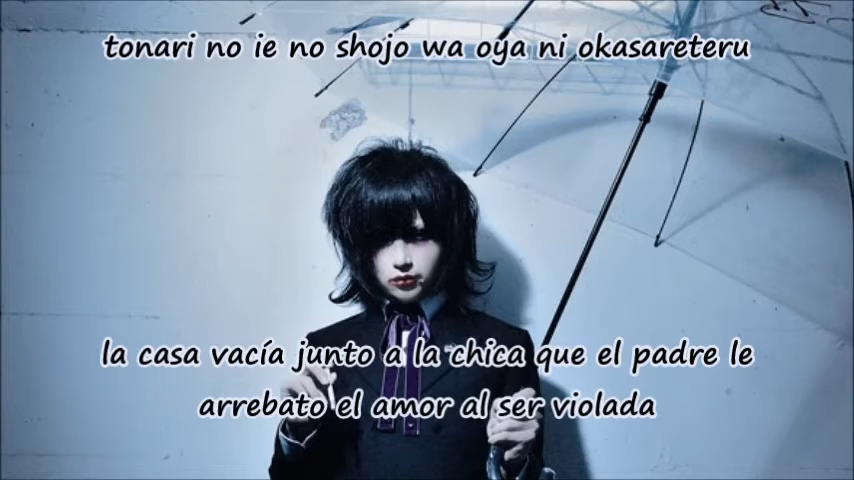 tonari no ie no shojo wa oya ni okasareteru
la casa vacía junto a la chica que el padre le
arrebato el amor al ser violada